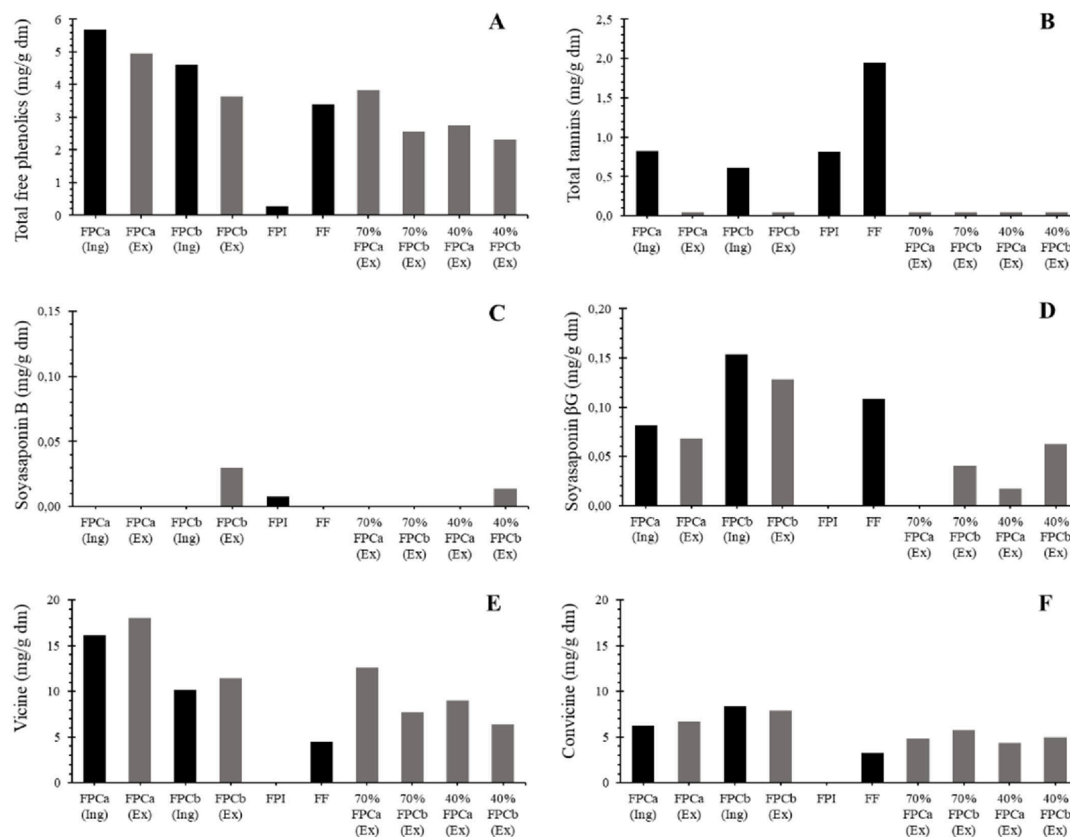 A
Total free phenolics (mg/g dm)
6
5
4
3
2
1
0
FPCa FPCa FPCb FPCb FPI FF 70% 70% 40% 40%
(Ing) (Ex) (Ing) (Ex) FPCa FPCb FPCa FPCb
(Ex) (Ex) (Ex) (Ex)
B
Total tannins (mg/g dm)
2,5
2,0
1,5
1,0
0,5
0,0
FPCa FPCa FPCb FPCb FPI FF 70% 70% 40% 40%
(Ing) (Ex) (Ing) (Ex) FPCa FPCb FPCa FPCb
(Ex) (Ex) (Ex) (Ex)
C
Soyasaponin B (mg/g dm)
0,15
0,10
0,05
0,00
FPCa FPCa FPCb FPCb FPI FF 70% 70% 40% 40%
(Ing) (Ex) (Ing) (Ex) FPCa FPCb FPCa FPCb
(Ex) (Ex) (Ex) (Ex)
D
Soyasaponin βG (mg/g dm)
0,20
0,15
0,10
0,05
0,00
FPCa FPCa FPCb FPCb FPI FF 70% 70% 40% 40%
(Ing) (Ex) (Ing) (Ex) FPCa FPCb FPCa FPCb
(Ex) (Ex) (Ex) (Ex)
E
Vicine (mg/g dm)
20
15
10
5
0
FPCa FPCa FPCb FPCb FPI FF 70% 70% 40% 40%
(Ing) (Ex) (Ing) (Ex) FPCa FPCb FPCa FPCb
(Ex) (Ex) (Ex) (Ex)
F
Convicine (mg/g dm)
20
15
10
5
0
FPCa FPCa FPCb FPCb FPI FF 70% 70% 40% 40%
(Ing) (Ex) (Ing) (Ex) FPCa FPCb FPCa FPCb
(Ex) (Ex) (Ex) (Ex)